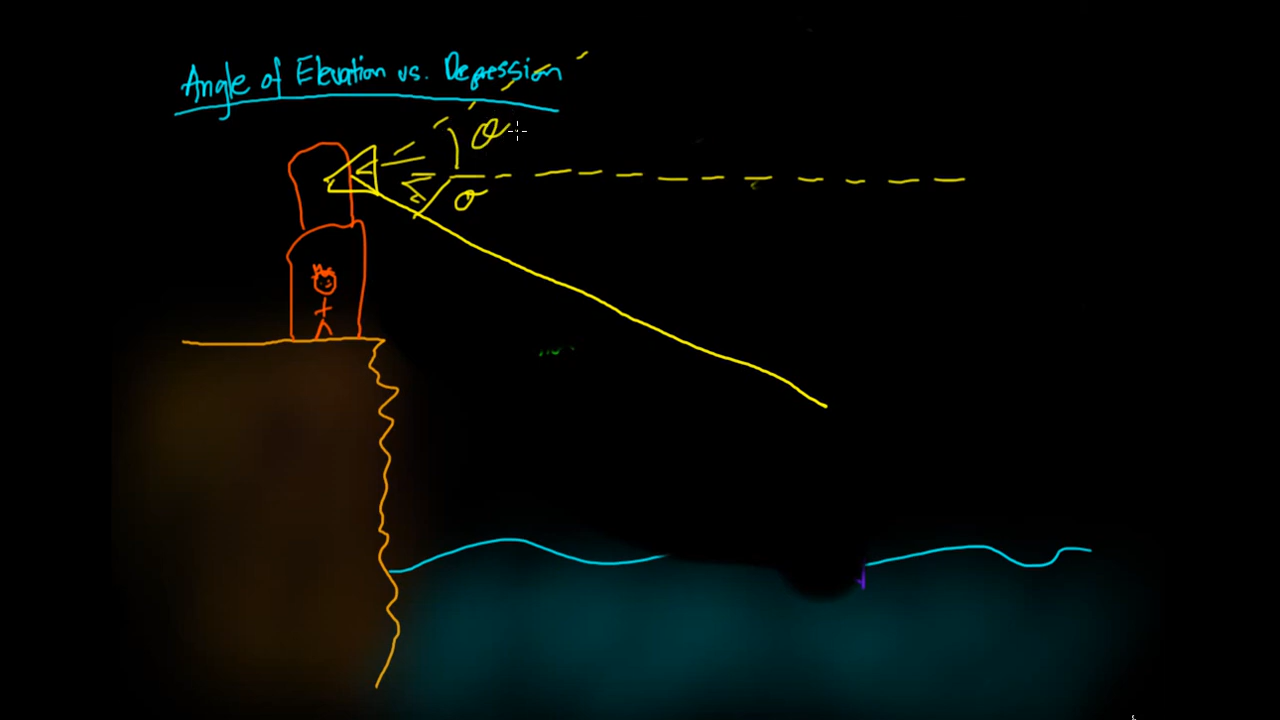 Angle of Elevation vs. Depression
θ
σ